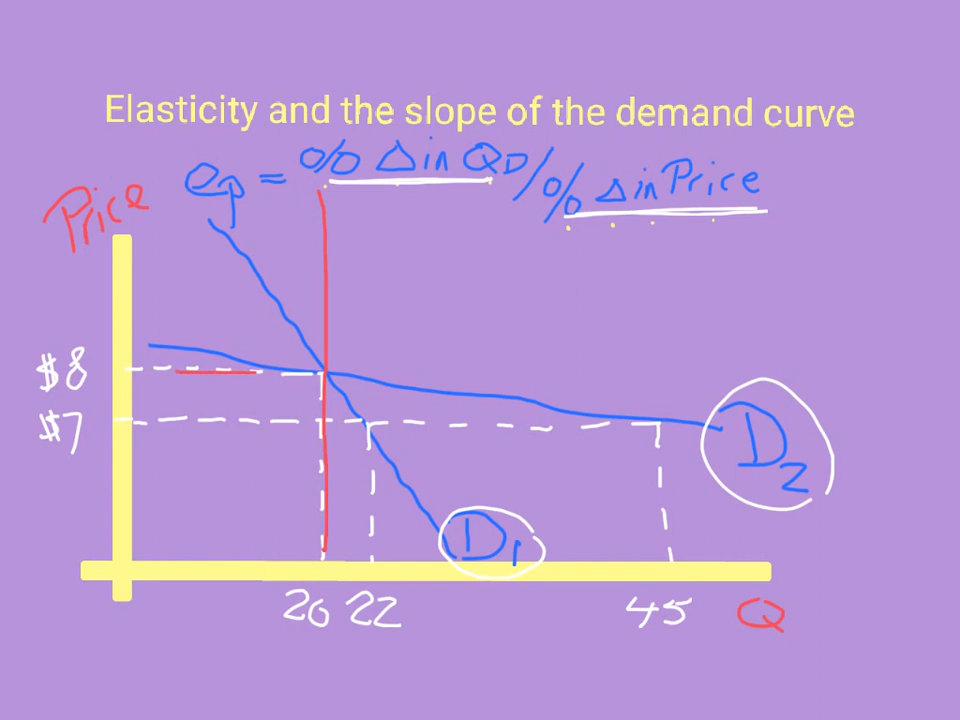 Elasticity and the slope of the demand curve
ep = % Δ in QD/% Δ in Price
Price
$8
$7
D2
D1
20 22 45 Q